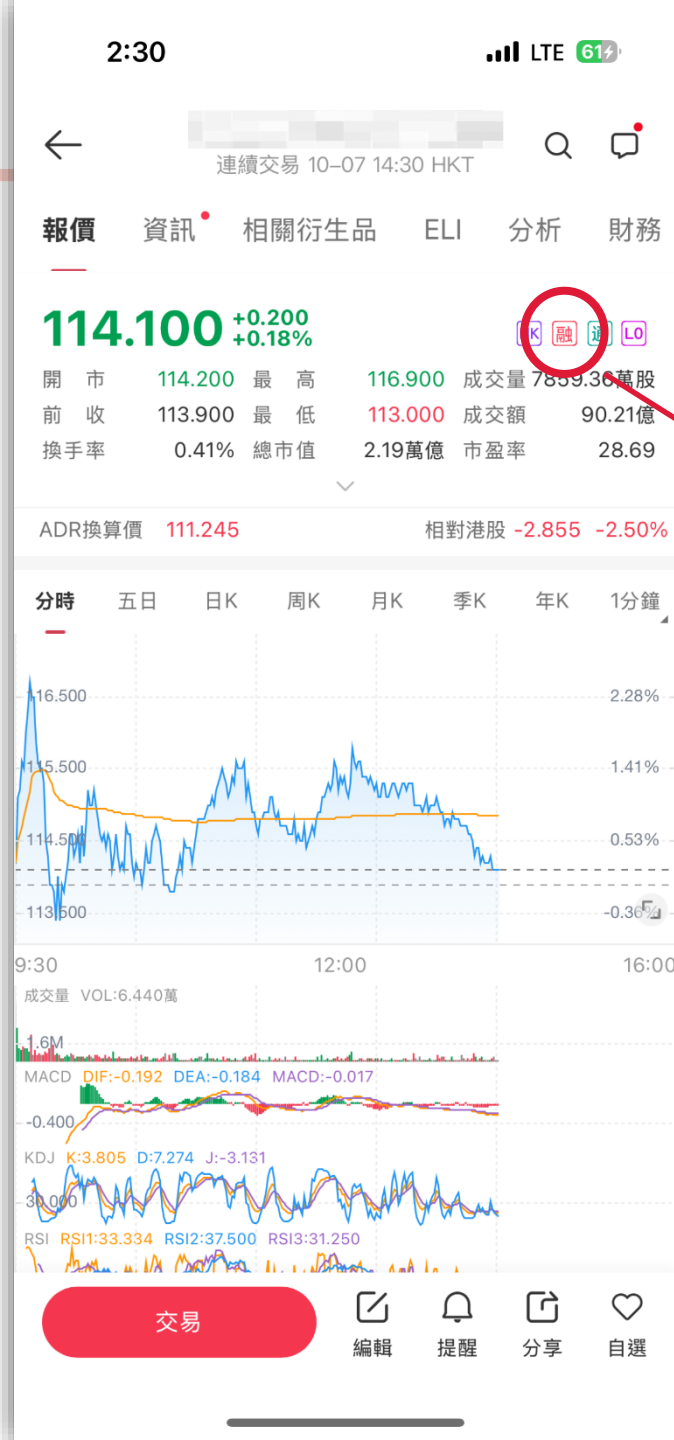 2:30 LTE 61
連續交易 10–07 14:30 HKT
報價 資訊 相關衍生品 ELI 分析 財務
114.100 +0.200 融 LO
+0.18%
開市 114.200 最高 116.900 成交量 7859.36萬股
前收 113.900 最低 113.000 成交額 90.21億
換手率 0.41% 總市值 2.19萬億 市盈率 28.69
ADR換算價 111.245 相對港股 -2.855 -2.50%
分時 五日 日K 周K 月K 季K 年K 1分鐘
116.500 2.28%
115.500 1.41%
114.500 0.53%
113.500 -0.36%
9:30 12:00 16:00
成交量 VOL:6.440萬
1.6M
MACD DIF:-0.192 DEA:-0.184 MACD:-0.017
-0.400
KDJ K:3.805 D:7.274 J:-3.131
30.000
RSI RSI1:33.334 RSI2:37.500 RSI3:31.250
交易 編輯 提醒 分享 自選